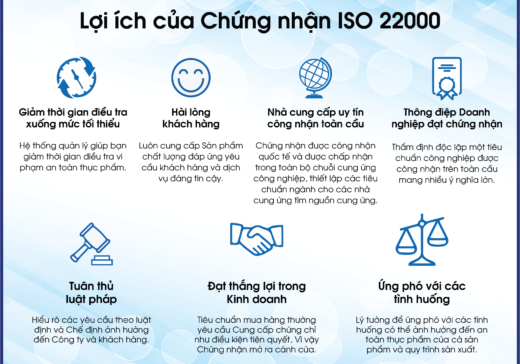 Lợi ích của Chứng nhận ISO 22000
Giảm thời gian điều tra
xuống mức tối thiểu
Hệ thống quản lý giúp bạn
giảm thời gian điều tra vi
phạm an toàn thực phẩm.
Hài lòng
khách hàng
Luôn cung cấp Sản phẩm
chất lượng đáp ứng yêu
cầu khách hàng và dịch
vụ đáng tin cậy.
Nhà cung cấp uy tín
công nhận toàn cầu
Chứng nhận được công nhận
quốc tế và được chấp nhận
trong toàn bộ chuỗi cung ứng
công nghiệp, thiết lập các tiêu
chuẩn ngành cho các nhà
cung ứng tìm nguồn cung ứng.
Thông điệp Doanh
nghiệp đạt chứng nhận
Thẩm định độc lập một tiêu
chuẩn công nghiệp được
công nhận trên toàn cầu
mang nhiều ý nghĩa lớn.
Tuân thủ
luật pháp
Hiểu rõ các yêu cầu theo luật
định và Chế định ảnh hưởng
đến Công ty và khách hàng.
Đạt thắng lợi trong
Kinh doanh
Tiêu chuẩn mua hàng thường
yêu cầu Cung cấp chứng chỉ
như điều kiện tiên quyết, Vì vậy
Chứng nhận mở ra cánh cửa.
Ứng phó với các
tình huống
Lý tưởng để ứng phó với các tình
huống có thể ảnh hưởng đến an
toàn thực phẩm của cả sản
phẩm và quy trình sản xuất.